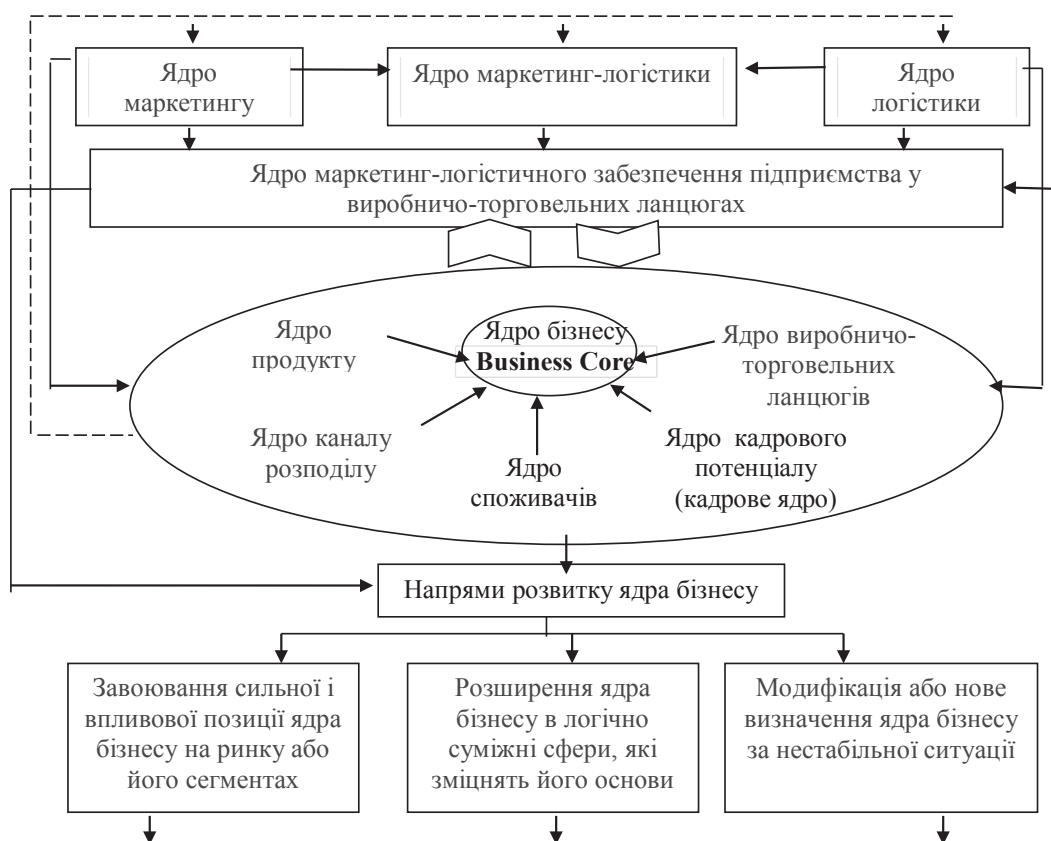 Ядро
маркетингу
Ядро маркетинг-логістики
Ядро
логістики
Ядро маркетинг-логістичного забезпечення підприємства у
виробничо-торговельних ланцюгах
Ядро бізнесу
Business Core
Ядро
продукту
Ядро виробничо-
торговельних
ланцюгів
Ядро каналу
розподілу
Ядро
споживачів
Ядро кадрового
потенціалу
(кадрове ядро)
Напрями розвитку ядра бізнесу
Завоювання сильної і
впливової позиції ядра
бізнесу на ринку або
його сегментах
Розширення ядра
бізнесу в логічно
суміжні сфери, які
зміцнять його основи
Модифікація або нове
визначення ядра бізнесу
за нестабільної ситуації